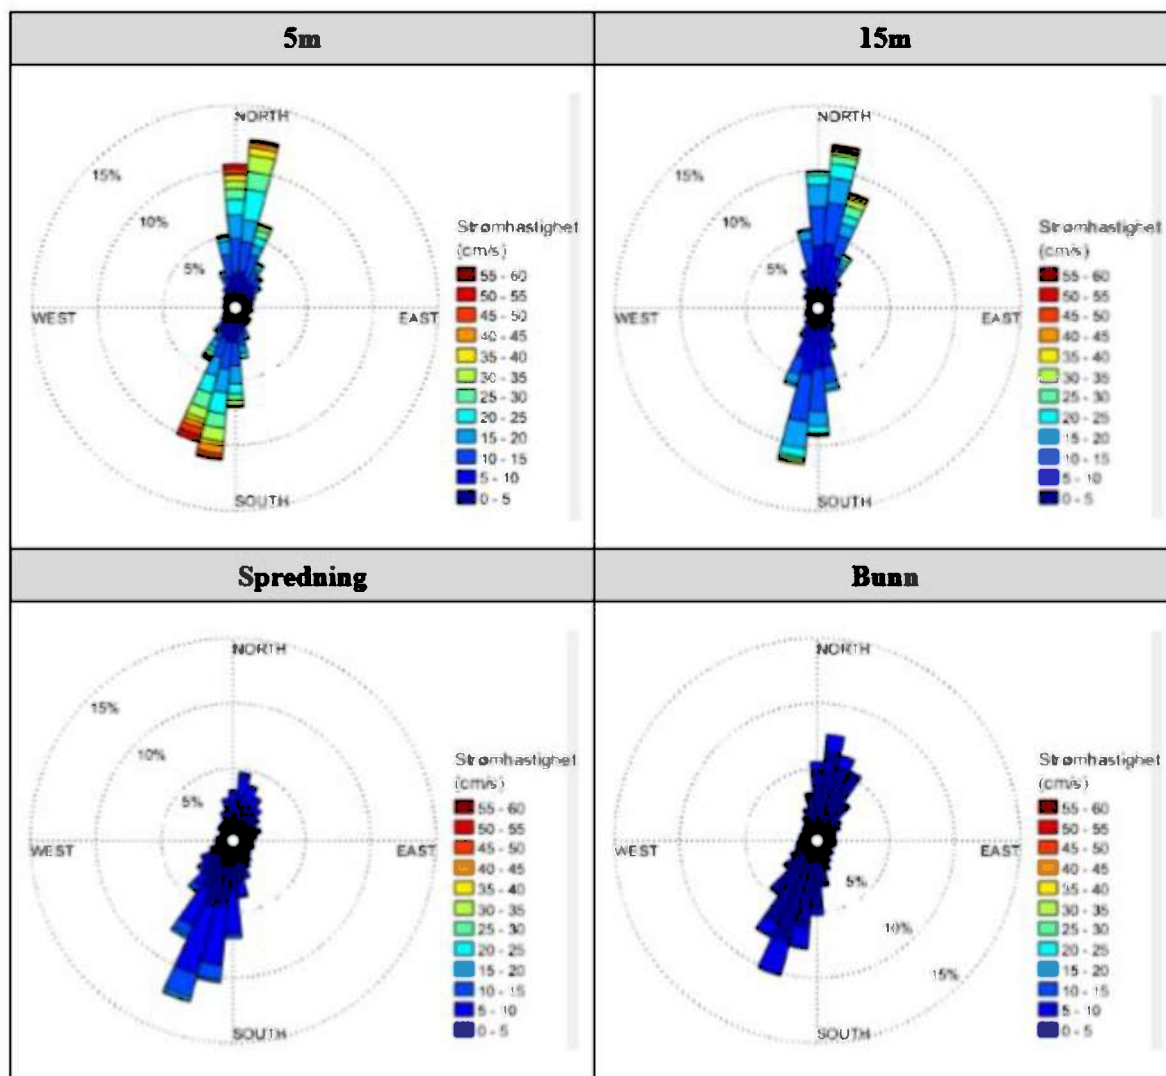 5m
15m
NORTH
15%
10%
5%
WEST
EAST
SOUTH
Strømhastighet
(cm/s)
55 - 60
50 - 55
45 - 50
40 - 45
35 - 40
30 - 35
25 - 30
20 - 25
15 - 20
10 - 15
5 - 10
0 - 5
NORTH
15%
10%
5%
WEST
EAST
SOUTH
Strømhastighet
(cm/s)
55 - 60
50 - 55
45 - 50
40 - 45
35 - 40
30 - 35
25 - 30
20 - 25
15 - 20
10 - 15
5 - 10
0 - 5
Spredning
Bunn
NORTH
15%
10%
5%
WEST
EAST
SOUTH
Strømhastighet
(cm/s)
55 - 60
50 - 55
45 - 50
40 - 45
35 - 40
30 - 35
25 - 30
20 - 25
15 - 20
10 - 15
5 - 10
0 - 5
NORTH
WEST
EAST
5%
10%
15%
SOUTH
Strømhastighet
(cm/s)
55 - 60
50 - 55
45 - 50
40 - 45
35 - 40
30 - 35
25 - 30
20 - 25
15 - 20
10 - 15
5 - 10
0 - 5